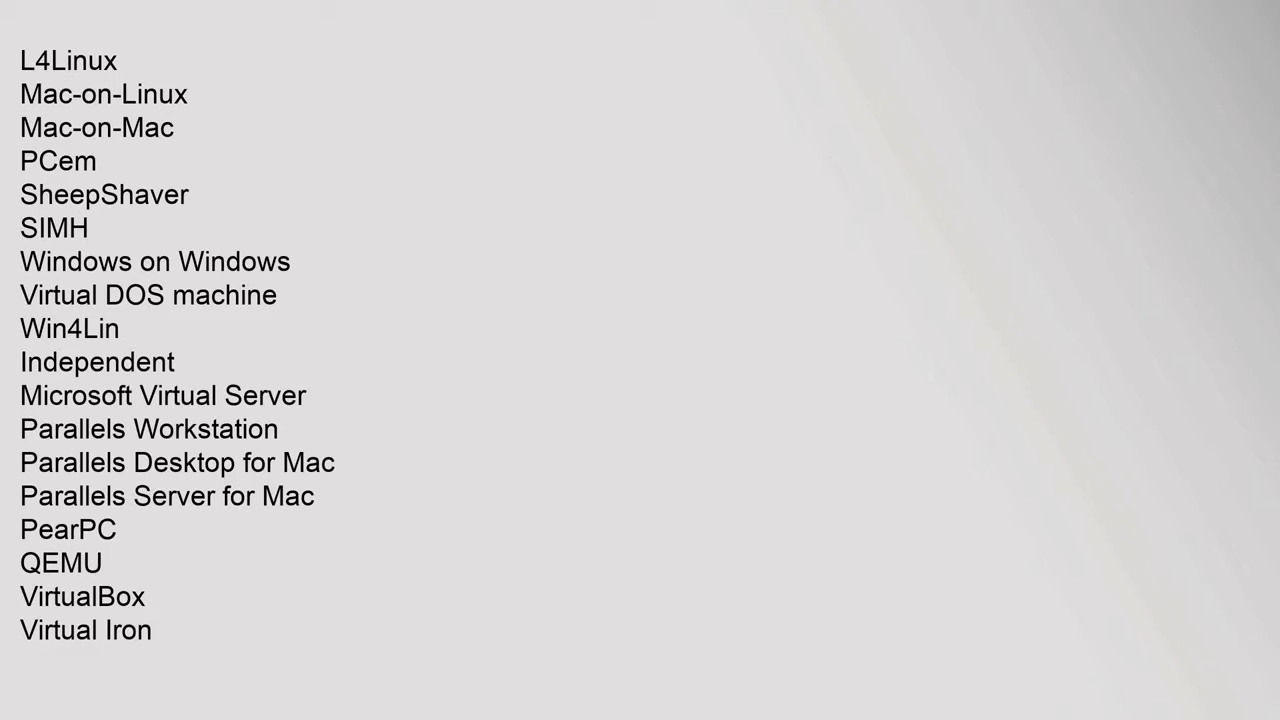 L4Linux
Mac-on-Linux
Mac-on-Mac
PCem
SheepShaver
SIMH
Windows on Windows
Virtual DOS machine
Win4Lin
Independent
Microsoft Virtual Server
Parallels Workstation
Parallels Desktop for Mac
Parallels Server for Mac
PearPC
QEMU
VirtualBox
Virtual Iron